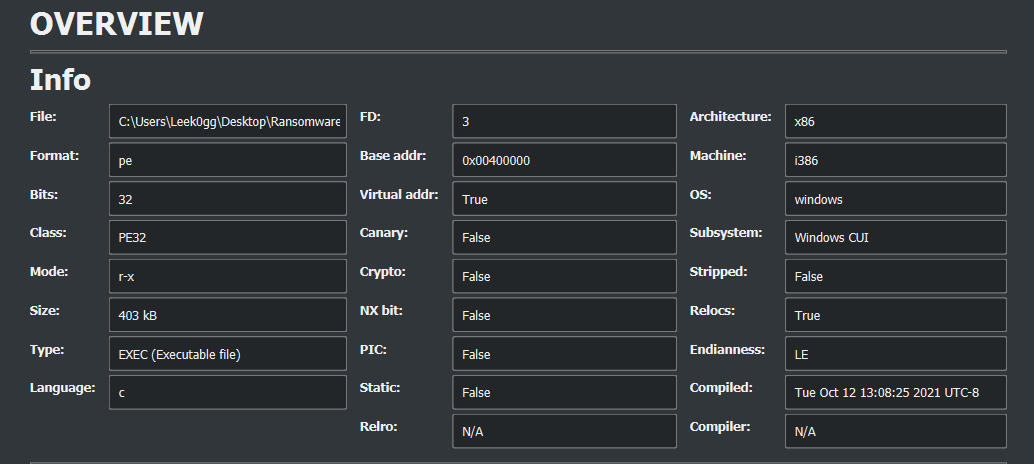 OVERVIEW
Info
File: C:\Users\Leek0gg\Desktop\Ransomware FD: 3 Architecture: x86
Format: pe Base addr: 0x00400000 Machine: i386
Bits: 32 Virtual addr: True OS: windows
Class: PE32 Canary: False Subsystem: Windows CUI
Mode: r-x Crypto: False Stripped: False
Size: 403 kB NX bit: False Relocs: True
Type: EXEC (Executable file) PIC: False Endianness: LE
Language: c Static: False Compiled: Tue Oct 12 13:08:25 2021 UTC-8
Relro: N/A Compiler: N/A